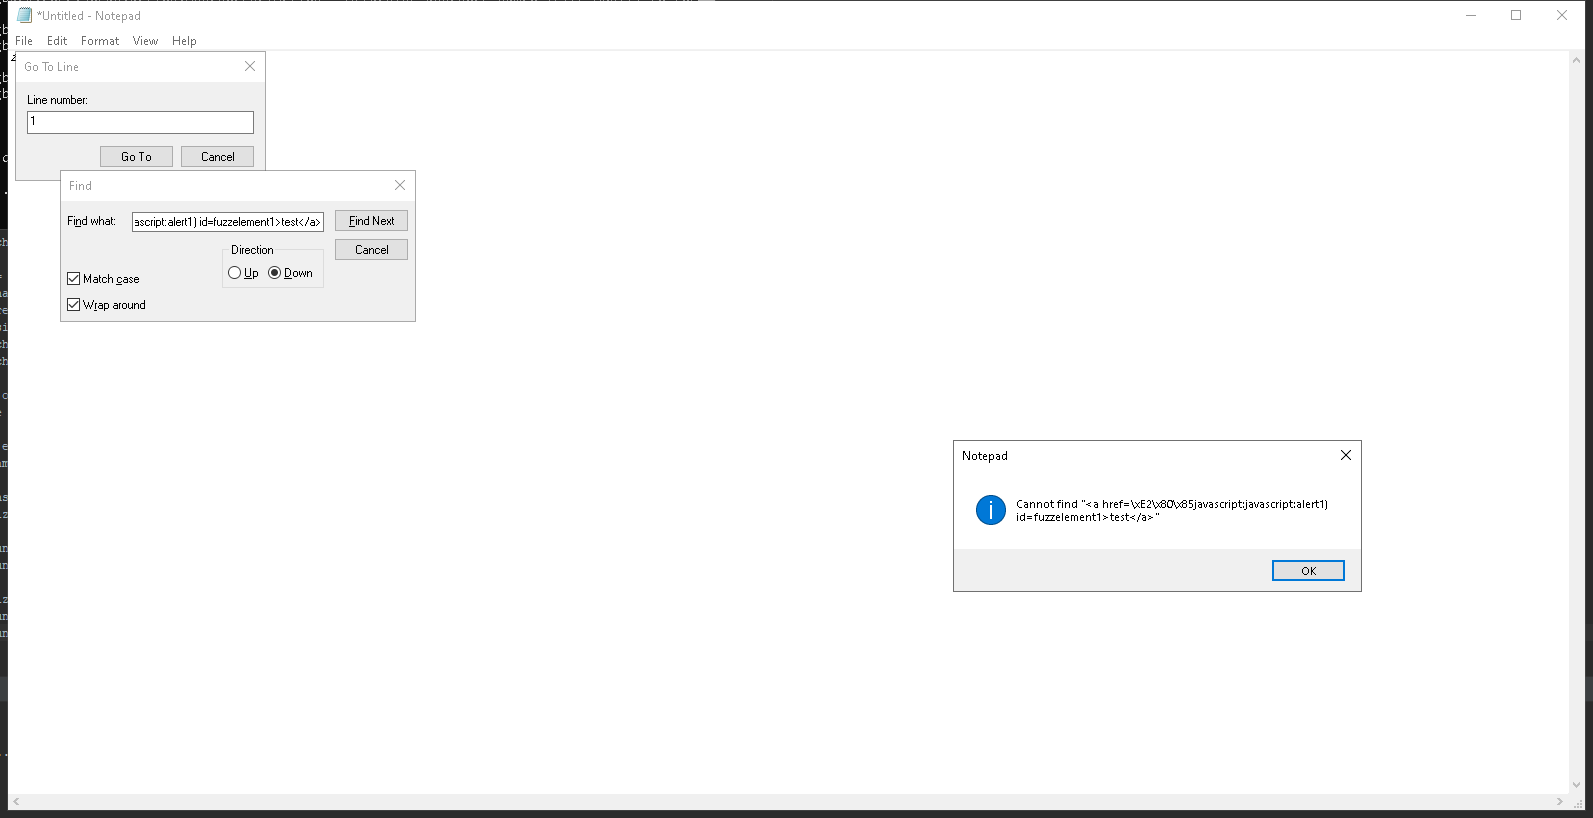 *Untitled - Notepad
File Edit Format View Help
Go To Line
Line number:
1
Go To Cancel
Find
Find what: ascript:alert1) id=fuzzelement1>test</a> Find Next
Cancel
Direction
Up Down
Match case
Wrap around
Notepad
Cannot find "<a href=\xE2\x80\x85javascript:javascript:alert1)
id=fuzzelement1>test</a>"
OK